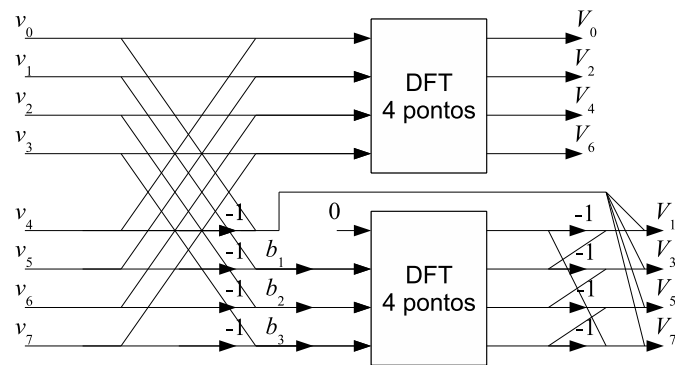 v₀ V₀
v₁ V₂
DFT
4 pontos
v₂ V₄
v₃ V₆
v₄ -1 0 -1 V₁
v₅ -1 b₁ -1 V₃
DFT
4 pontos
v₆ -1 b₂ -1 V₅
v₇ -1 b₃ -1 V₇